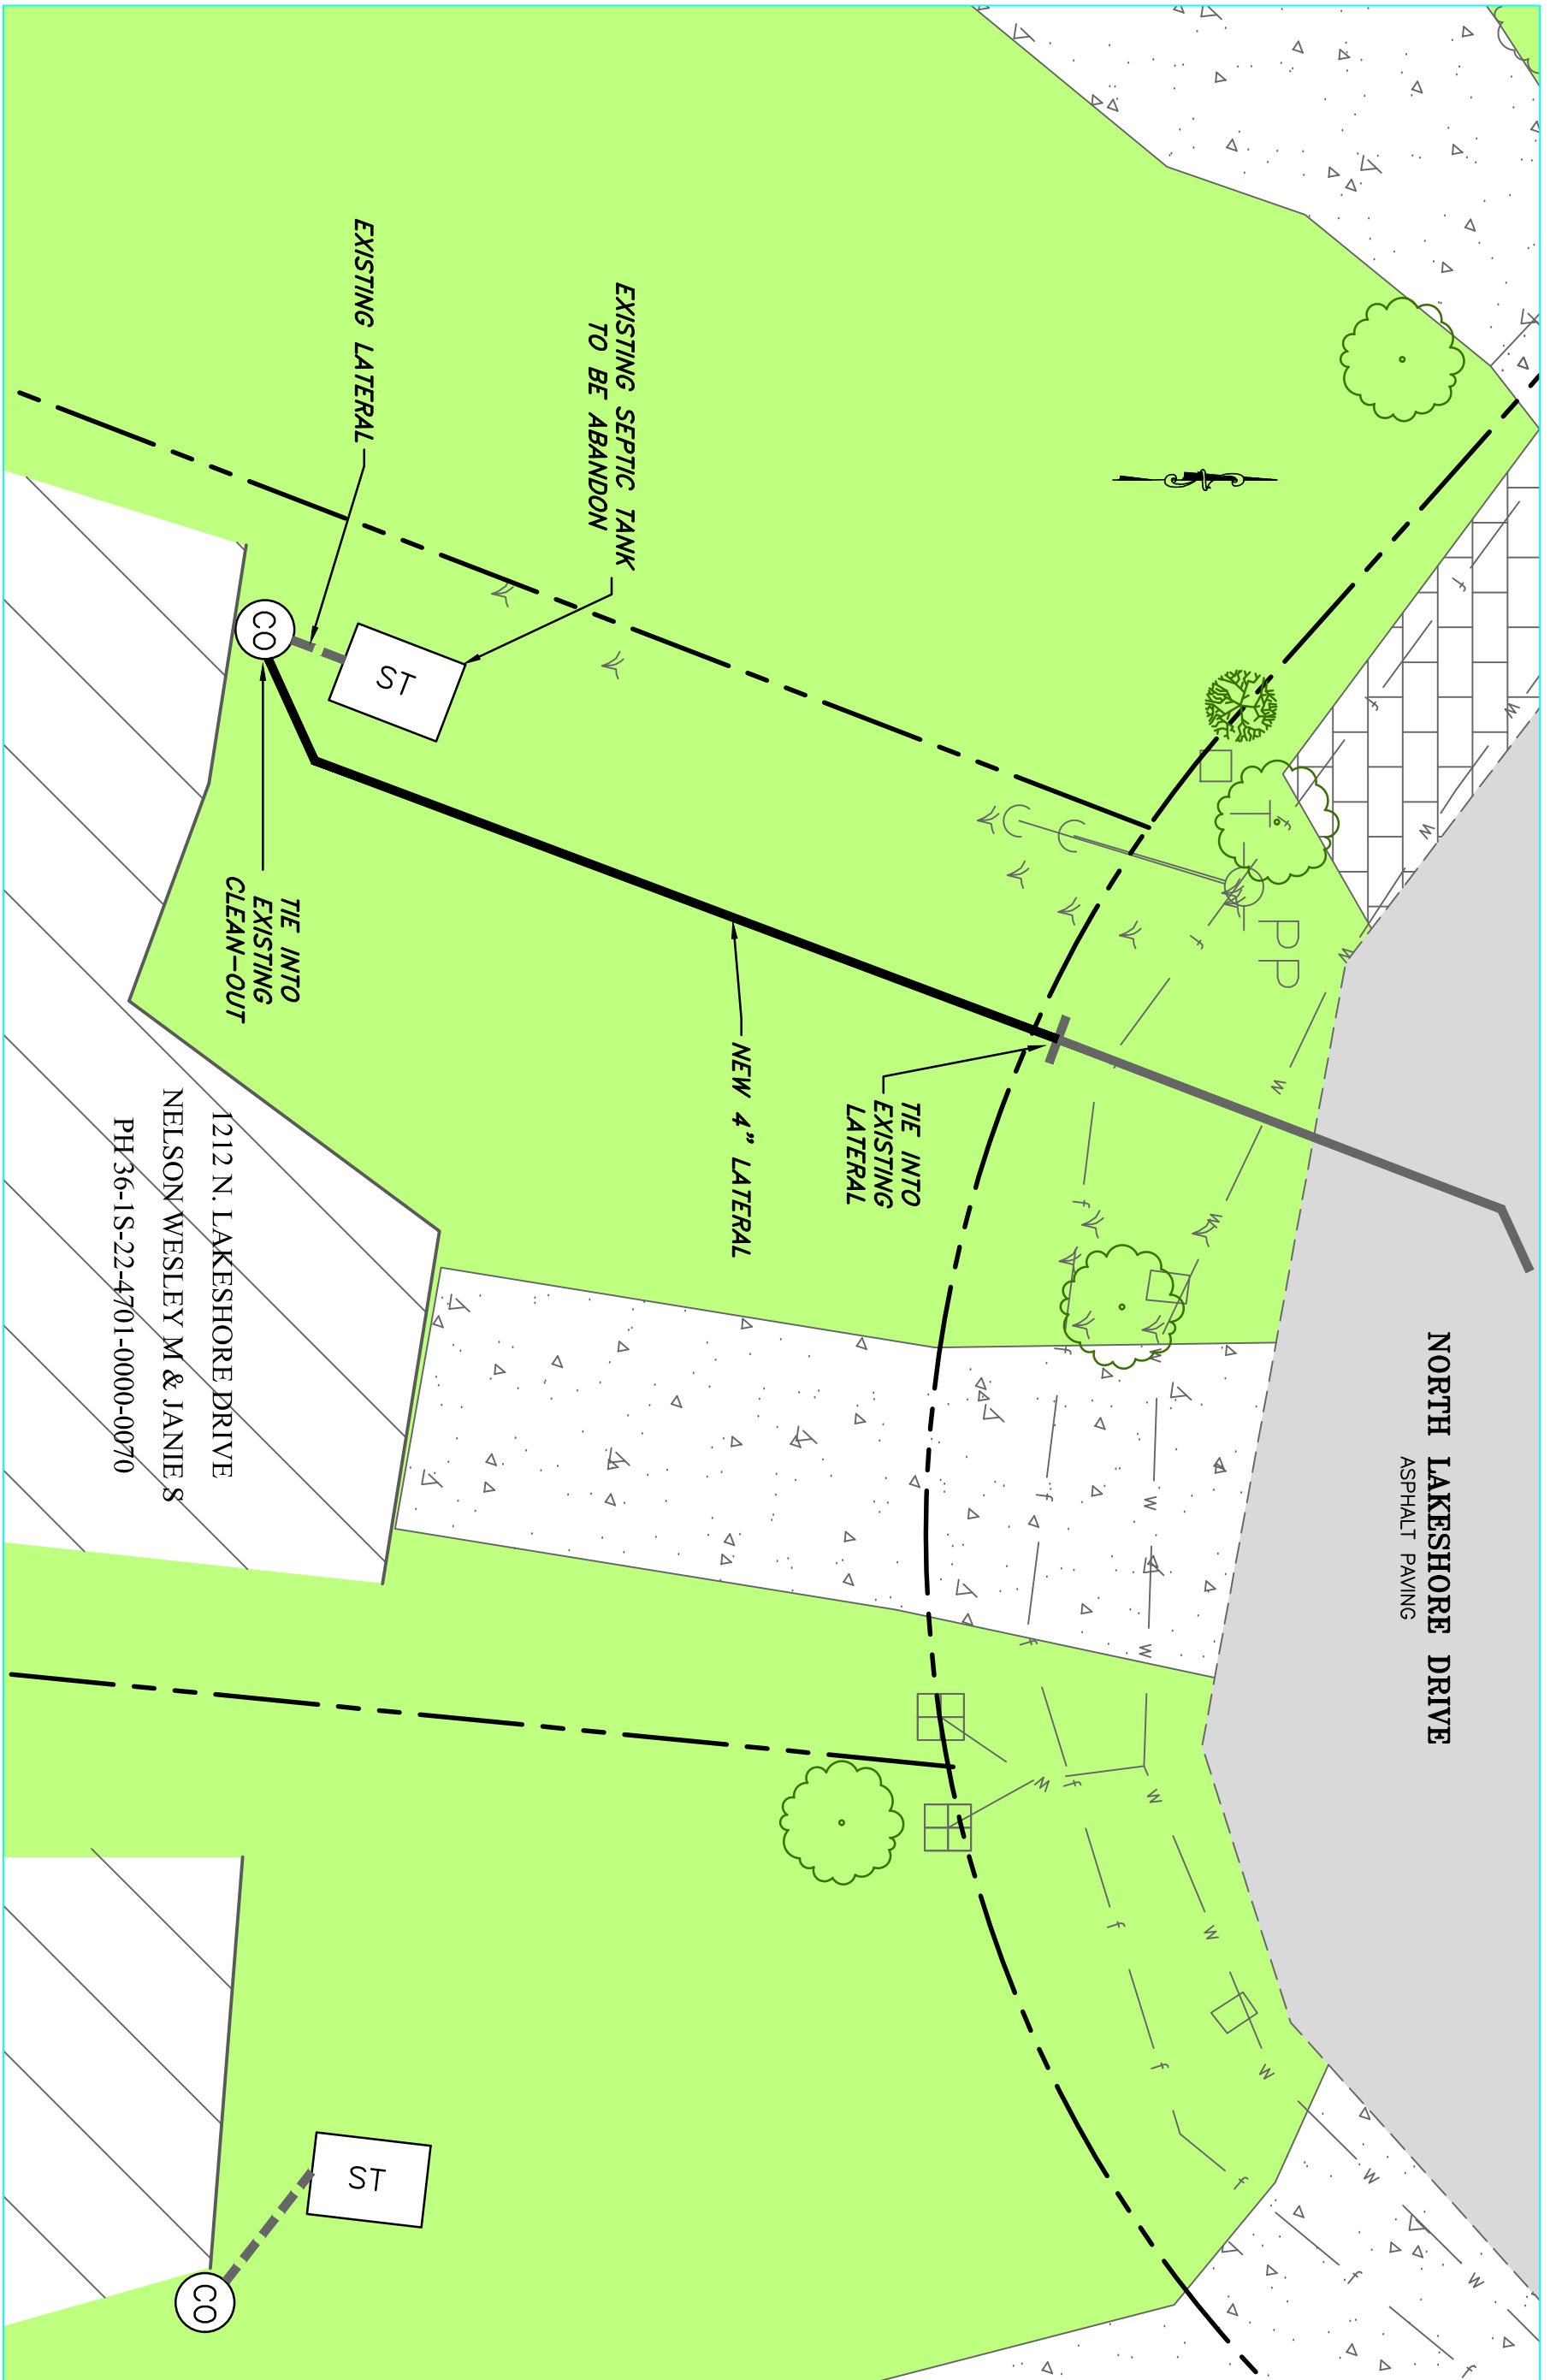 NORTH LAKESHORE DRIVE
ASPHALT PAVING
PP
TIE INTO
EXISTING
LATERAL
NEW 4" LATERAL
EXISTING SEPTIC TANK
TO BE ABANDON
EXISTING LATERAL
ST
CO
TIE INTO
EXISTING
CLEAN-OUT
1212 N. LAKESHORE DRIVE
NELSON WESLEY M & JANIE S
PH 36-1S-22-4701-0000-0070
ST
CO